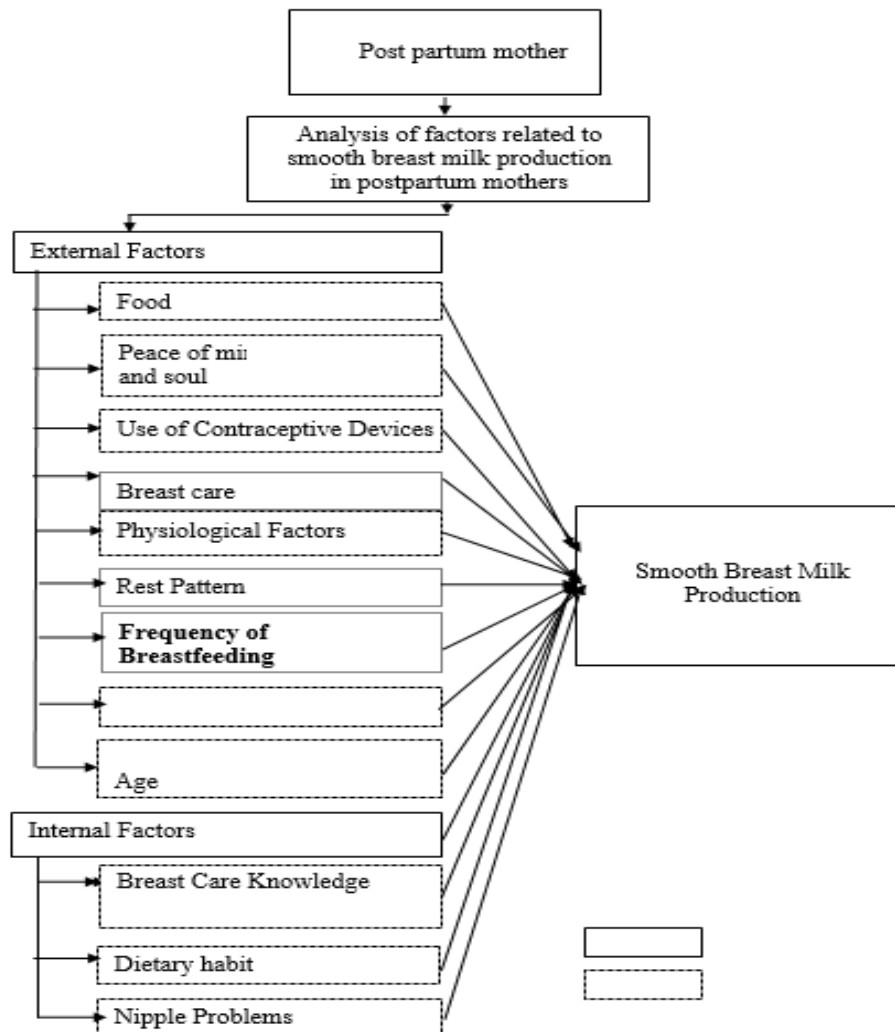 Post partum mother
Analysis of factors related to
smooth breast milk production
in postpartum mothers
External Factors
Food
Peace of
and soul
Use of Contraceptive Devices
Breast care
Physiological Factors
Rest Pattern
Frequency of
Breastfeeding
Age
Internal Factors
Breast Care Knowledge
Dietary habit
Nipple Problems
Smooth Breast Milk
Production